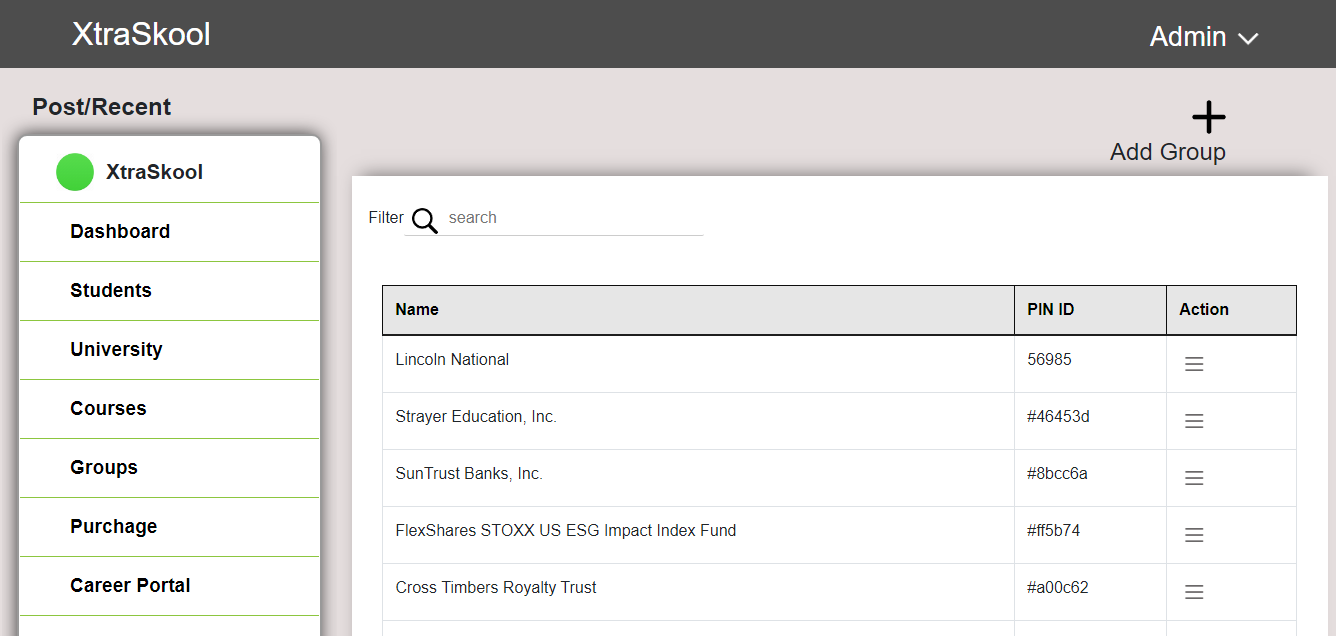 XtraSkool
Admin
Post/Recent
Add Group
XtraSkool
Dashboard
Students
University
Courses
Groups
Purchage
Career Portal
Filter search
Name PIN ID Action
Lincoln National 56985
Strayer Education, Inc. #46453d
SunTrust Banks, Inc. #8bcc6a
FlexShares STOXX US ESG Impact Index Fund #ff5b74
Cross Timbers Royalty Trust #a00c62